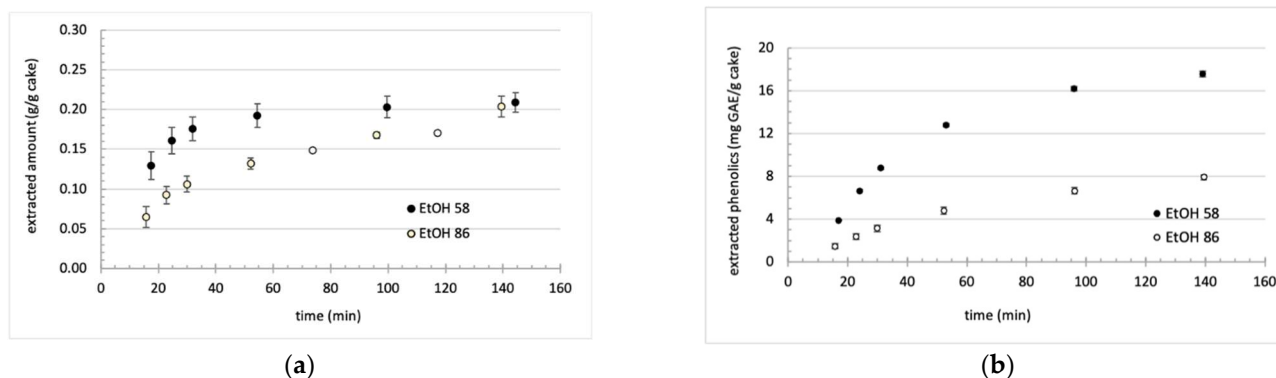 extracted amount (g/g cake)
0.30
0.25
0.20
0.15
0.10
0.05
0.00
0 20 40 60 80 100 120 140 160
time (min)
EtOH 58
EtOH 86
(a)
extracted phenolics (mg GAE/g cake)
20
16
12
8
4
0
0 20 40 60 80 100 120 140 160
time (min)
EtOH 58
EtOH 86
(b)